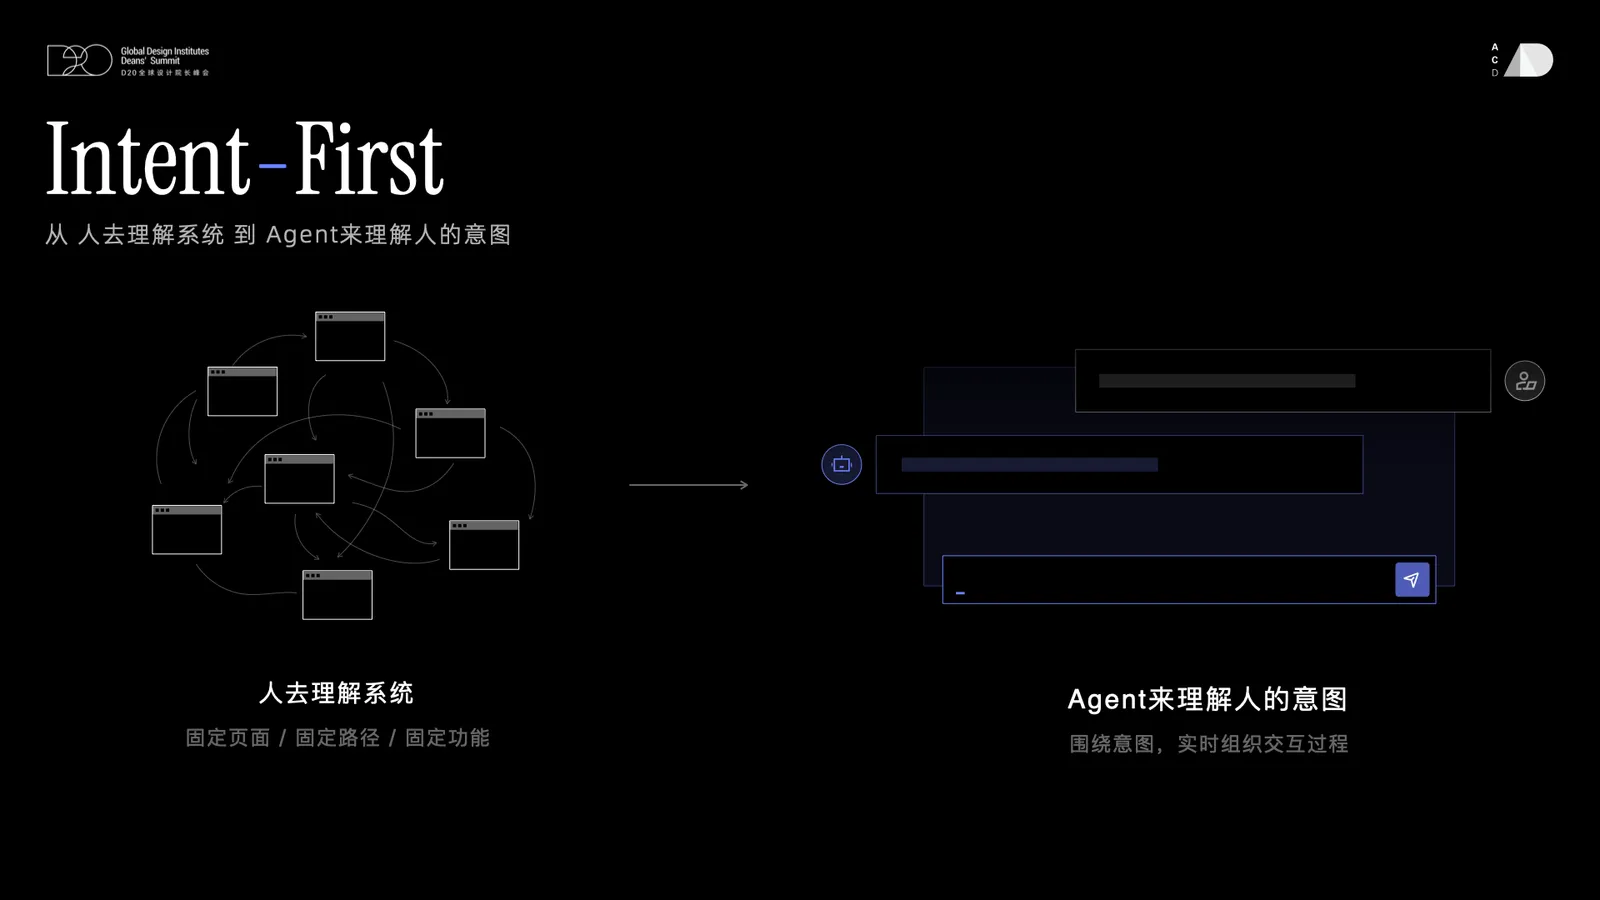 Global Design Institutes
Deans' Summit
D20全球设计院长峰会
A
C
D
Intent-First
从 人去理解系统 到 Agent来理解人的意图
人去理解系统
固定页面 / 固定路径 / 固定功能
Agent来理解人的意图
围绕意图，实时组织交互过程